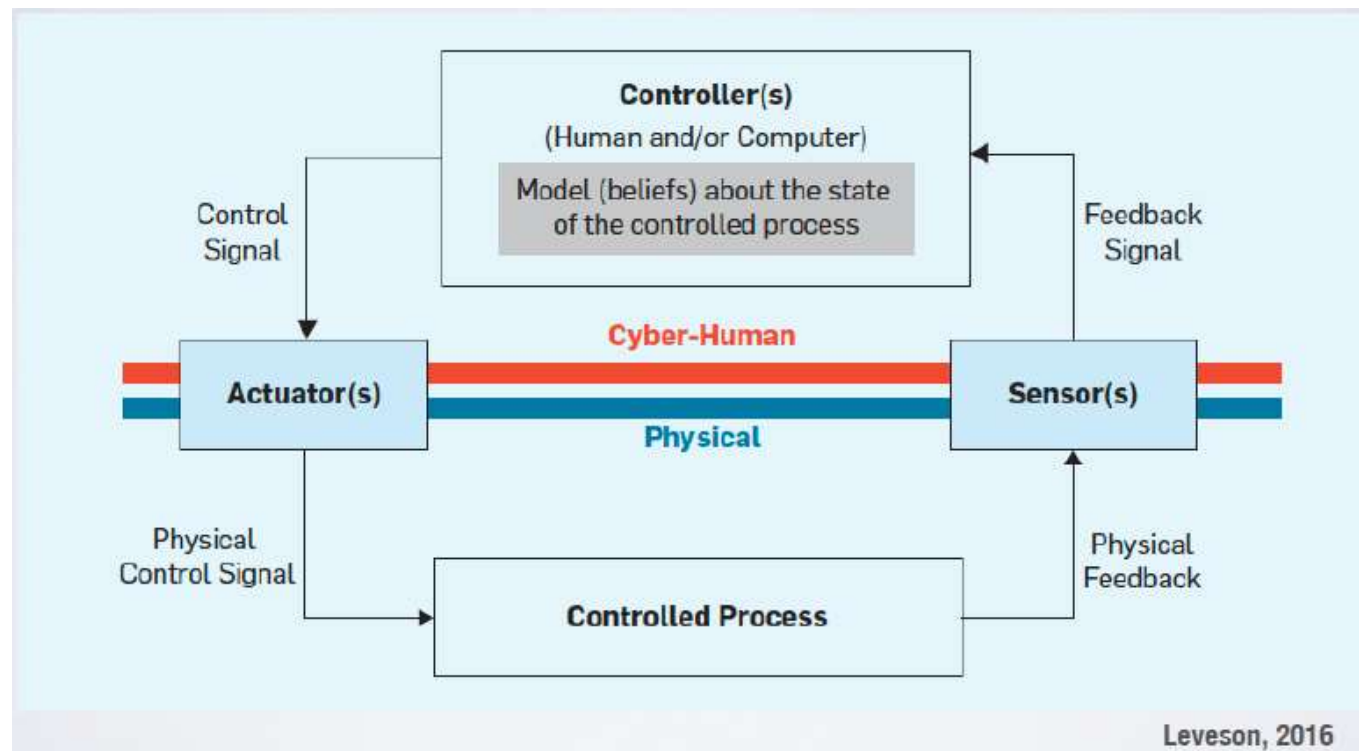 Controller(s)
(Human and/or Computer)
Model (beliefs) about the state
of the controlled process
Control
Signal
Feedback
Signal
Cyber-Human
Actuator(s)
Sensor(s)
Physical
Physical
Control Signal
Physical
Feedback
Controlled Process
Leveson, 2016